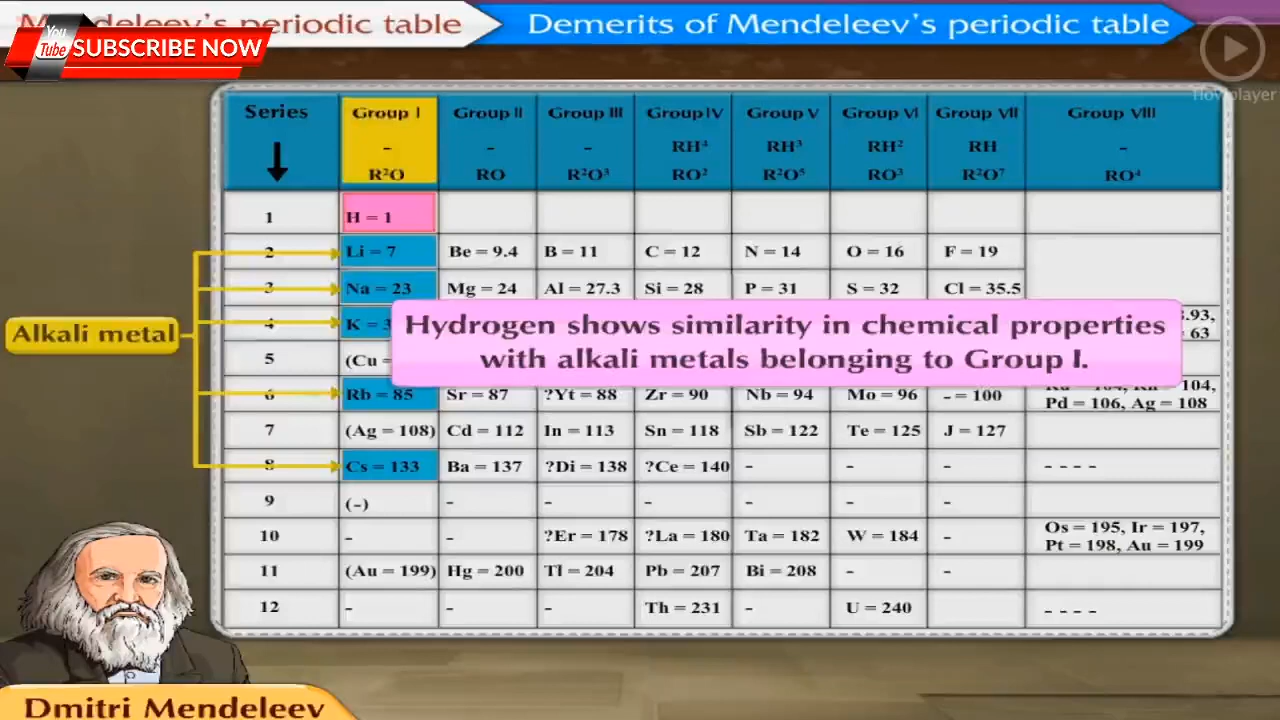 Mendeleev's periodic table
Demerits of Mendeleev's periodic table
You
Tube
SUBSCRIBE NOW
flowplayer
Series Group I Group II Group III Group IV Group V Group VI Group VII Group VIII
- - - RH⁴ RH³ RH² RH -
R²O RO R²O³ RO² R²O⁵ RO³ R²O⁷ RO⁴
1 H = 1
2 Li = 7 Be = 9.4 B = 11 C = 12 N = 14 O = 16 F = 19
3 Na = 23 Mg = 24 Al = 27.3 Si = 28 P = 31 S = 32 Cl = 35.5
4 K =
63
5 (Cu =
Alkali metal
Hydrogen shows similarity in chemical properties
with alkali metals belonging to Group I.
6 Rb = 85 Sr = 87 ?Yt = 88 Zr = 90 Nb = 94 Mo = 96 - = 100 104,
Pd = 106, Ag = 108
7 (Ag = 108) Cd = 112 In = 113 Sn = 118 Sb = 122 Te = 125 J = 127
8 Cs = 133 Ba = 137 ?Di = 138 ?Ce = 140 - - - - - - -
9 (-) - - - - - -
10 - - ?Er = 178 ?La = 180 Ta = 182 W = 184 - Os = 195, Ir = 197,
Pt = 198, Au = 199
11 (Au = 199) Hg = 200 Tl = 204 Pb = 207 Bi = 208 - -
12 - - - Th = 231 - U = 240 - - - -
Dmitri Mendeleev